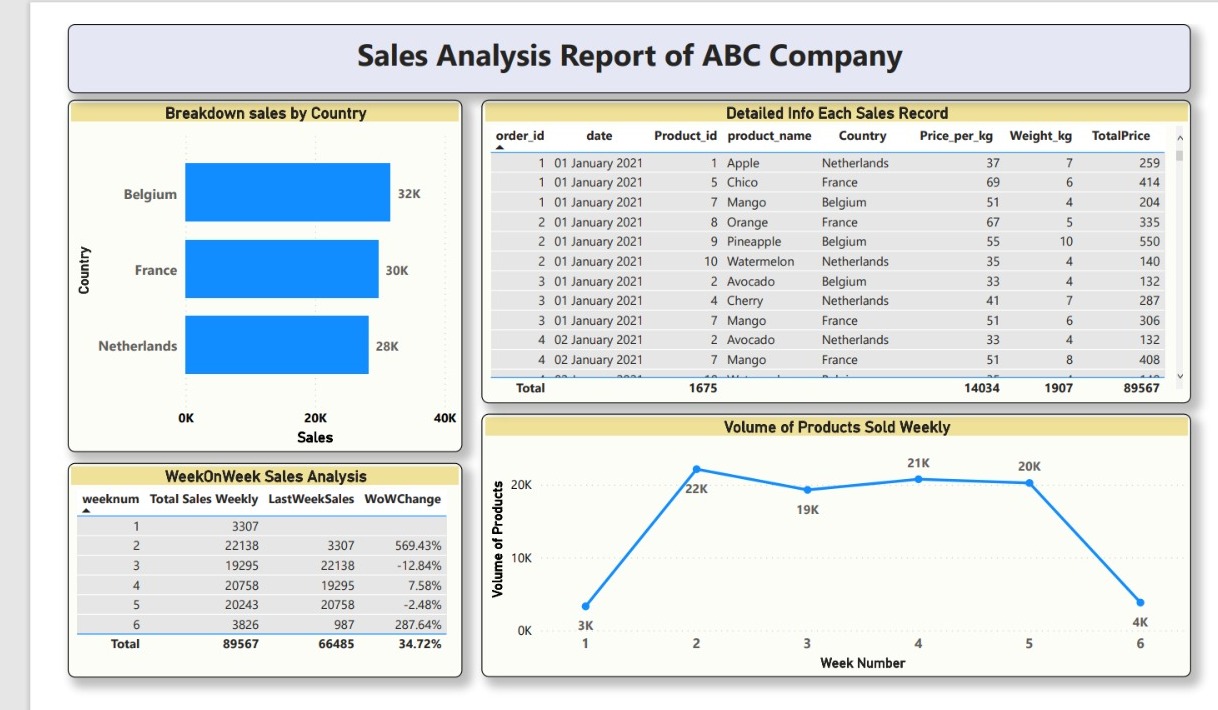 Sales Analysis Report of ABC Company
Breakdown sales by Country
Country
Belgium 32K
France 30K
Netherlands 28K
0K 20K 40K
Sales
Detailed Info Each Sales Record
order_id date Product_id product_name Country Price_per_kg Weight_kg TotalPrice
1 01 January 2021 1 Apple Netherlands 37 7 259
1 01 January 2021 5 Chico France 69 6 414
1 01 January 2021 7 Mango Belgium 51 4 204
2 01 January 2021 8 Orange France 67 5 335
2 01 January 2021 9 Pineapple Belgium 55 10 550
2 01 January 2021 10 Watermelon Netherlands 35 4 140
3 01 January 2021 2 Avocado Belgium 33 4 132
3 01 January 2021 4 Cherry Netherlands 41 7 287
3 01 January 2021 7 Mango France 51 6 306
4 02 January 2021 2 Avocado Netherlands 33 4 132
4 02 January 2021 7 Mango France 51 8 408
Total 1675 14034 1907 89567
WeekOnWeek Sales Analysis
weeknum Total Sales Weekly LastWeekSales WoWChange
1 3307
2 22138 3307 569.43%
3 19295 22138 -12.84%
4 20758 19295 7.58%
5 20243 20758 -2.48%
6 3826 987 287.64%
Total 89567 66485 34.72%
Volume of Products Sold Weekly
Volume of Products
20K
10K
0K
3K
22K
19K
21K
20K
4K
1 2 3 4 5 6
Week Number